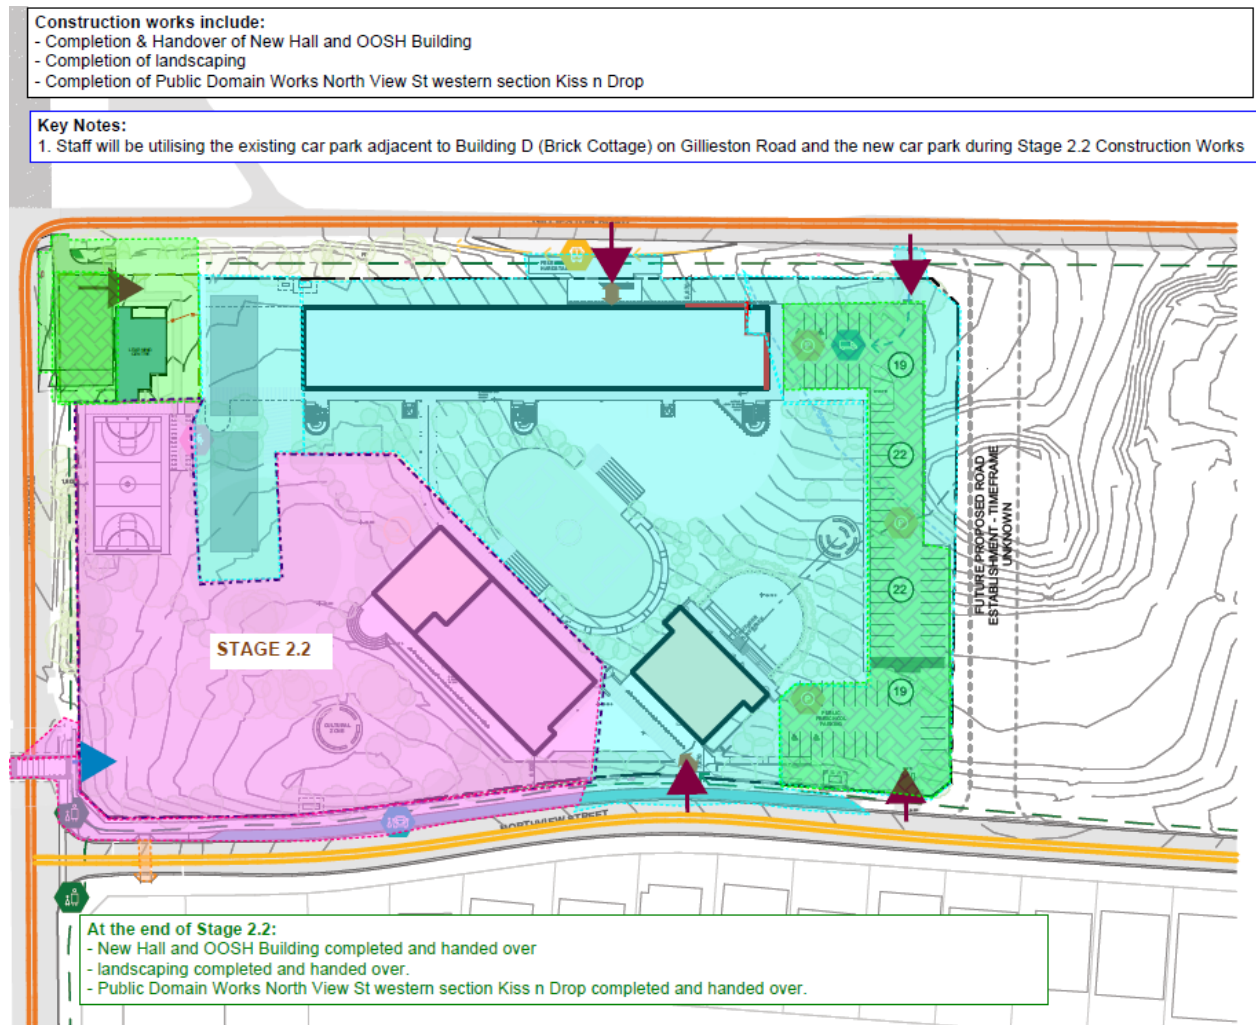 Construction works include:
- Completion & Handover of New Hall and OOSH Building
- Completion of landscaping
- Completion of Public Domain Works North View St western section Kiss n Drop
Key Notes:
1. Staff will be utilising the existing car park adjacent to Building D (Brick Cottage) on Gillieston Road and the new car park during Stage 2.2 Construction Works
19
22
FUTURE PROPOSED ROAD
ESTABLISHMENT - TIMEFRAME
UNKNOWN
22
STAGE 2.2
19
NORTHVIEW STREET
At the end of Stage 2.2:
- New Hall and OOSH Building completed and handed over
- landscaping completed and handed over.
- Public Domain Works North View St western section Kiss n Drop completed and handed over.